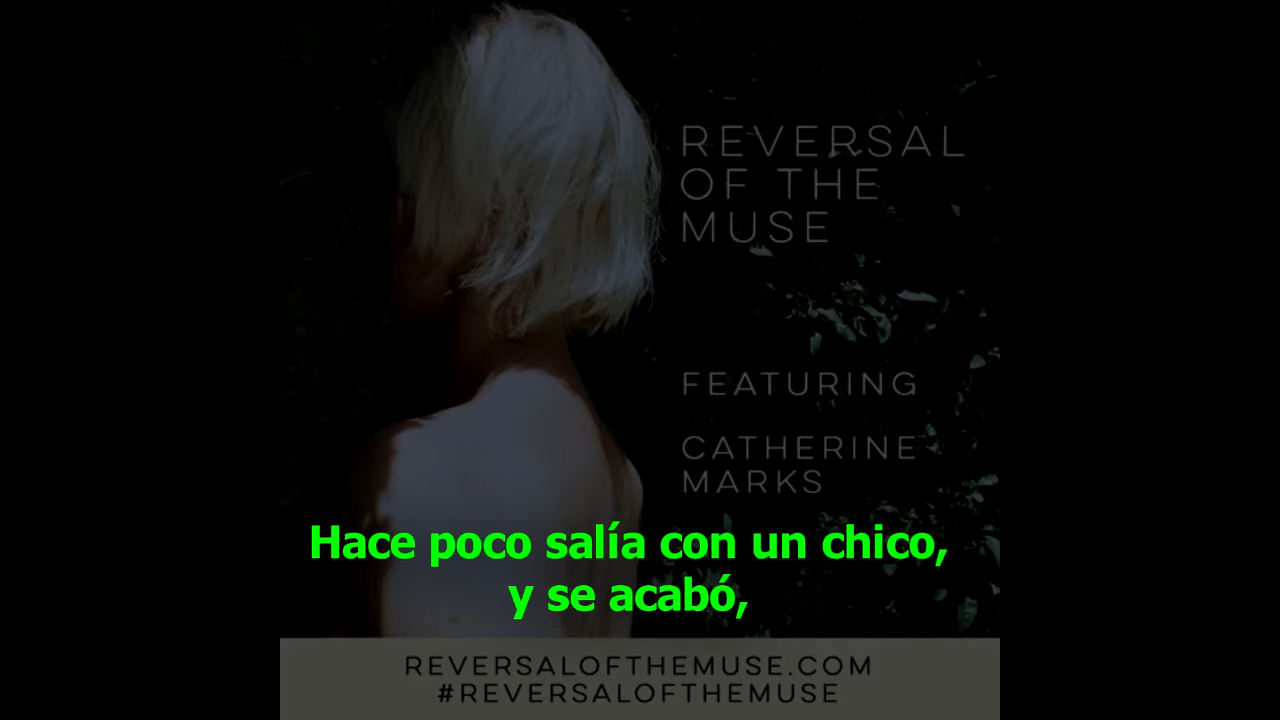 REVERSAL
OF THE
MUSE
FEATURING
CATHERINE
MARKS
Hace poco salía con un chico,
y se acabó,
REVERSALOFTHEMUSE.COM
#REVERSALOFTHEMUSE